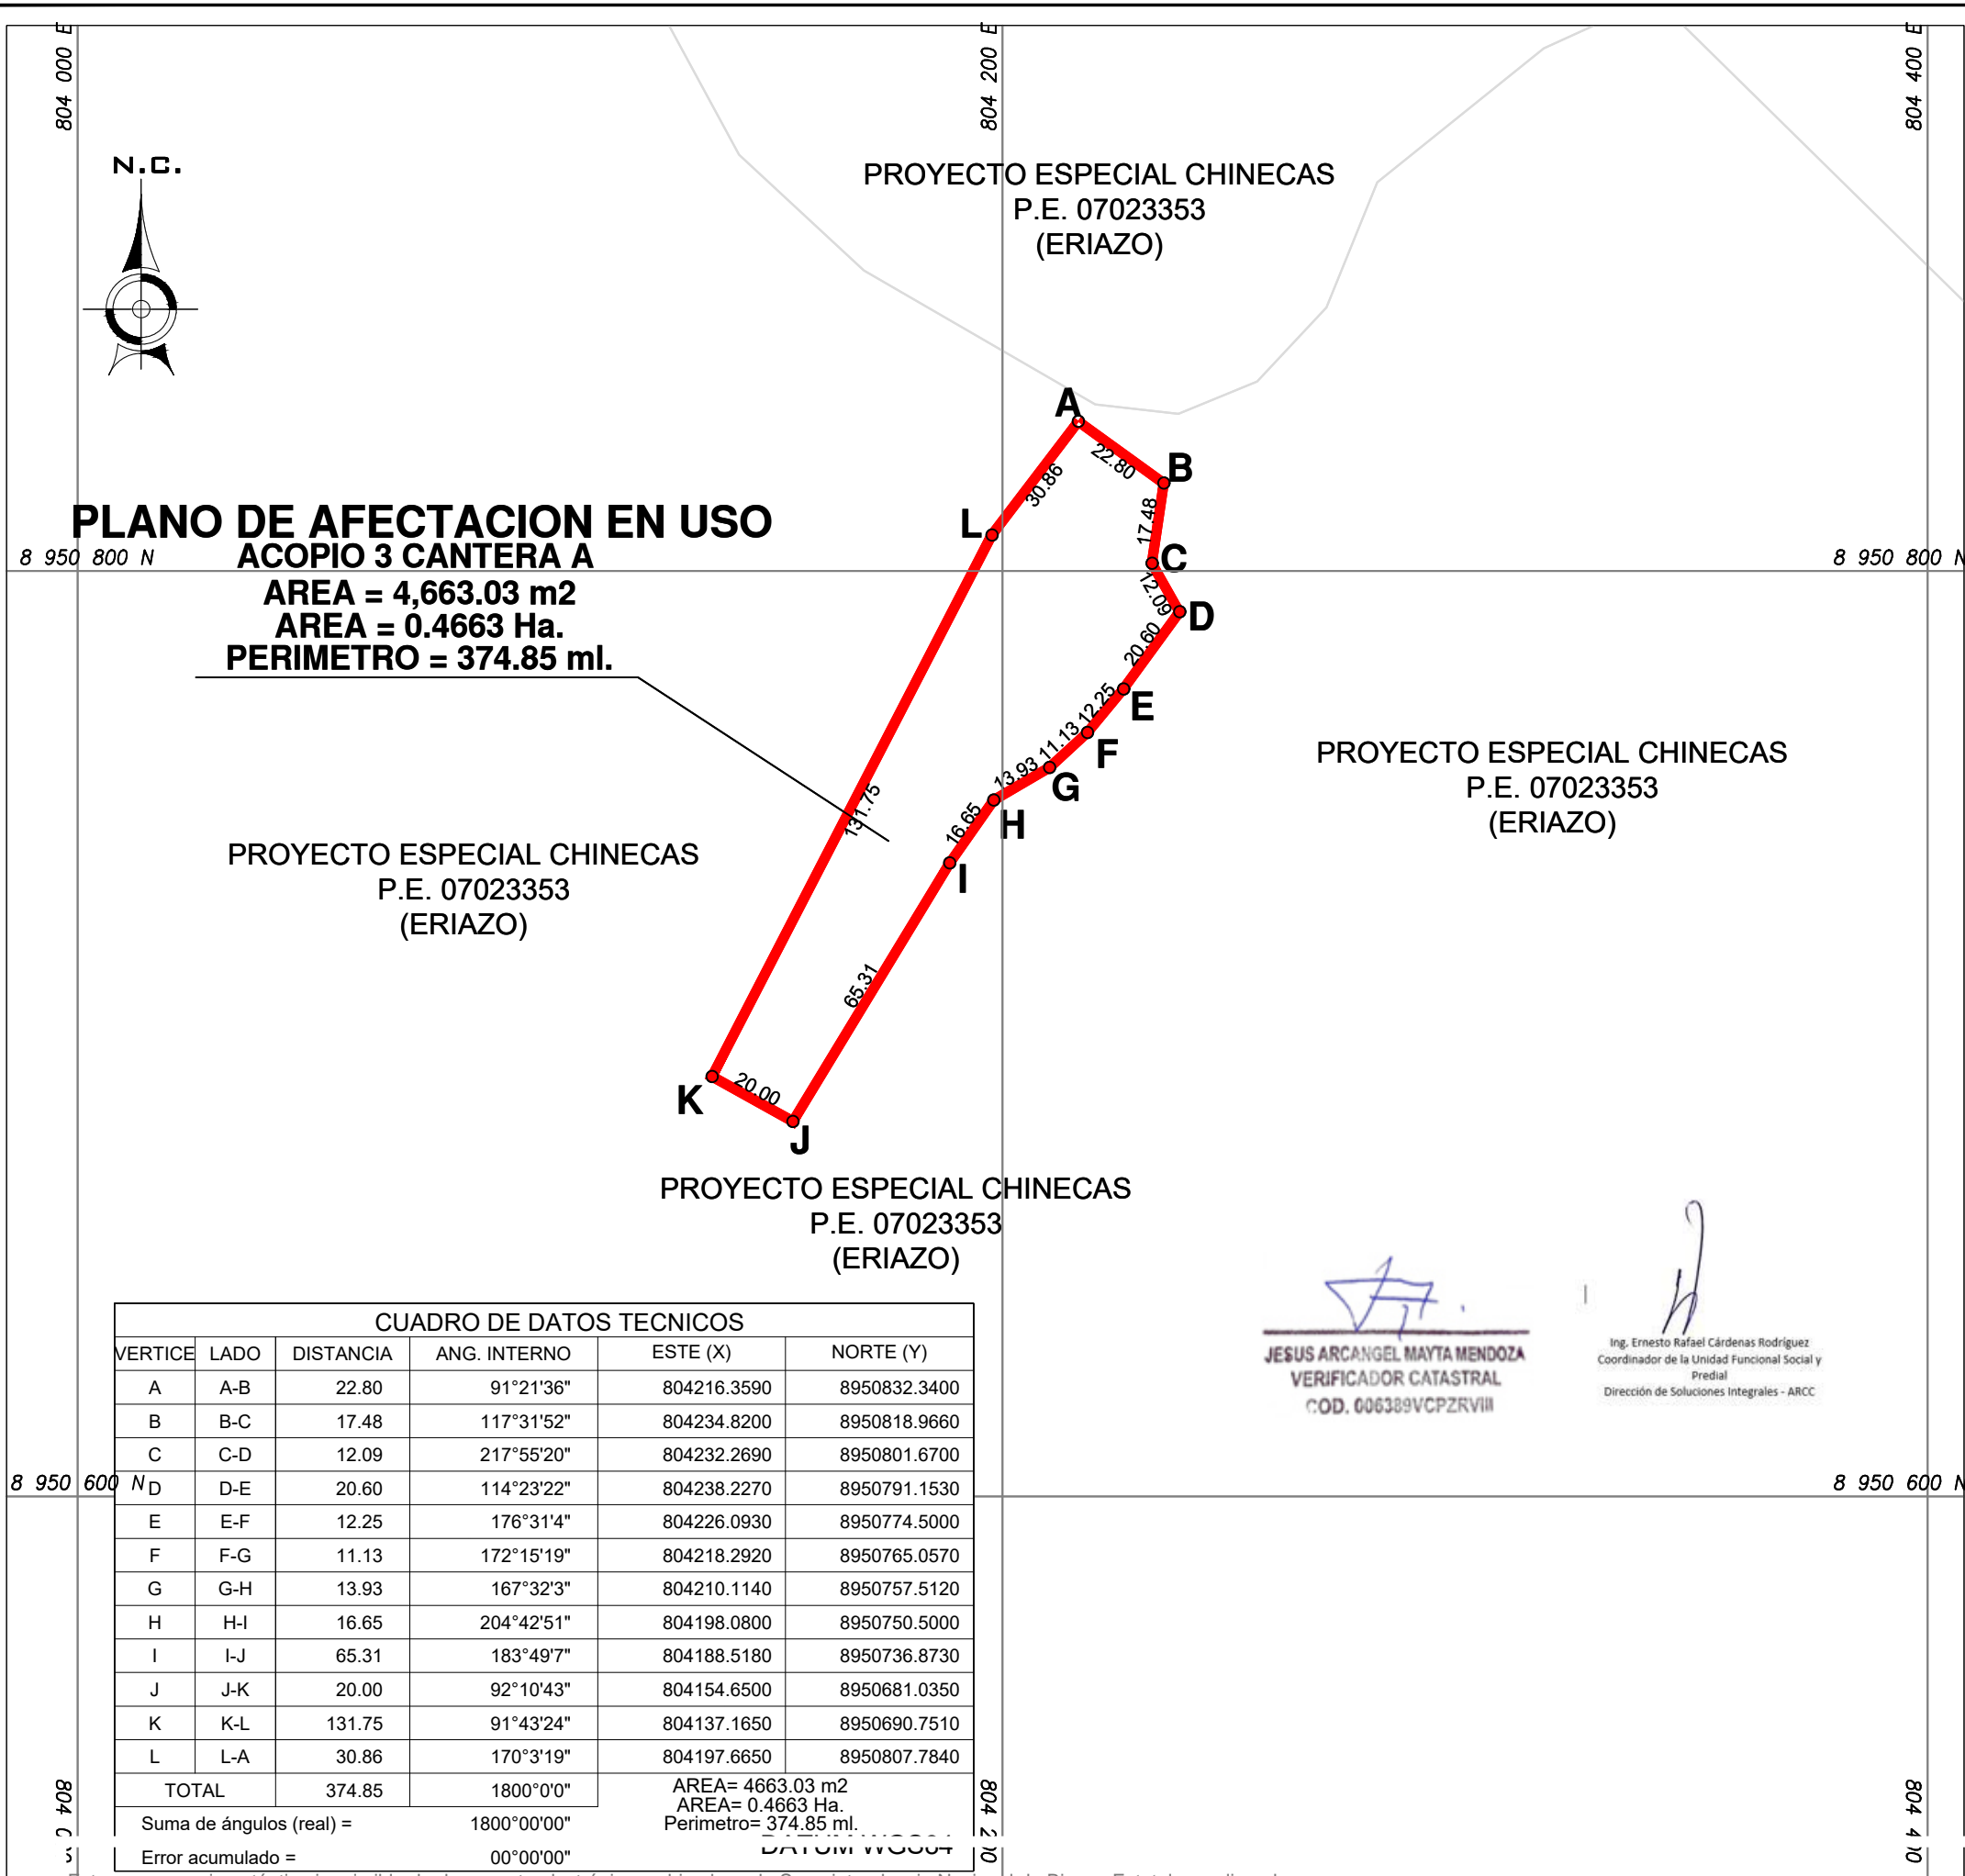 804 000 E
804 200 E
804 400 E
N.C.
PROYECTO ESPECIAL CHINECAS
P.E. 07023353
(ERIAZO)
A
22.80
B
30.86
17.48
L
PLANO DE AFECTACION EN USO
ACOPIO 3 CANTERA A
AREA = 4,663.03 m2
AREA = 0.4663 Ha.
PERIMETRO = 374.85 ml.
8 950 800 N
8 950 800 N
C
12.09
D
20.60
E
12.25
F
11.13
G
13.93
H
16.65
I
131.75
65.31
PROYECTO ESPECIAL CHINECAS
P.E. 07023353
(ERIAZO)
PROYECTO ESPECIAL CHINECAS
P.E. 07023353
(ERIAZO)
K
20.00
J
PROYECTO ESPECIAL CHINECAS
P.E. 07023353
(ERIAZO)
JESUS ARCANGEL MAYTA MENDOZA
VERIFICADOR CATASTRAL
COD. 006389VCPZRVIII
Ing. Ernesto Rafael Cárdenas Rodríguez
Coordinador de la Unidad Funcional Social y
Predial
Dirección de Soluciones Integrales - ARCC
CUADRO DE DATOS TECNICOS
VERTICE LADO DISTANCIA ANG. INTERNO ESTE (X) NORTE (Y)
A A-B 22.80 91°21'36" 804216.3590 8950832.3400
B B-C 17.48 117°31'52" 804234.8200 8950818.9660
C C-D 12.09 217°55'20" 804232.2690 8950801.6700
D D-E 20.60 114°23'22" 804238.2270 8950791.1530
E E-F 12.25 176°31'4" 804226.0930 8950774.5000
F F-G 11.13 172°15'19" 804218.2920 8950765.0570
G G-H 13.93 167°32'3" 804210.1140 8950757.5120
H H-I 16.65 204°42'51" 804198.0800 8950750.5000
I I-J 65.31 183°49'7" 804188.5180 8950736.8730
J J-K 20.00 92°10'43" 804154.6500 8950681.0350
K K-L 131.75 91°43'24" 804137.1650 8950690.7510
L L-A 30.86 170°3'19" 804197.6650 8950807.7840
TOTAL 374.85 1800°0'0"
AREA= 4663.03 m2
AREA= 0.4663 Ha.
Perimetro= 374.85 ml.
Suma de ángulos (real) = 1800°00'00"
Error acumulado = 00°00'00"
8 950 600 N
8 950 600 N
DATUM WGS84
804 200
804 400